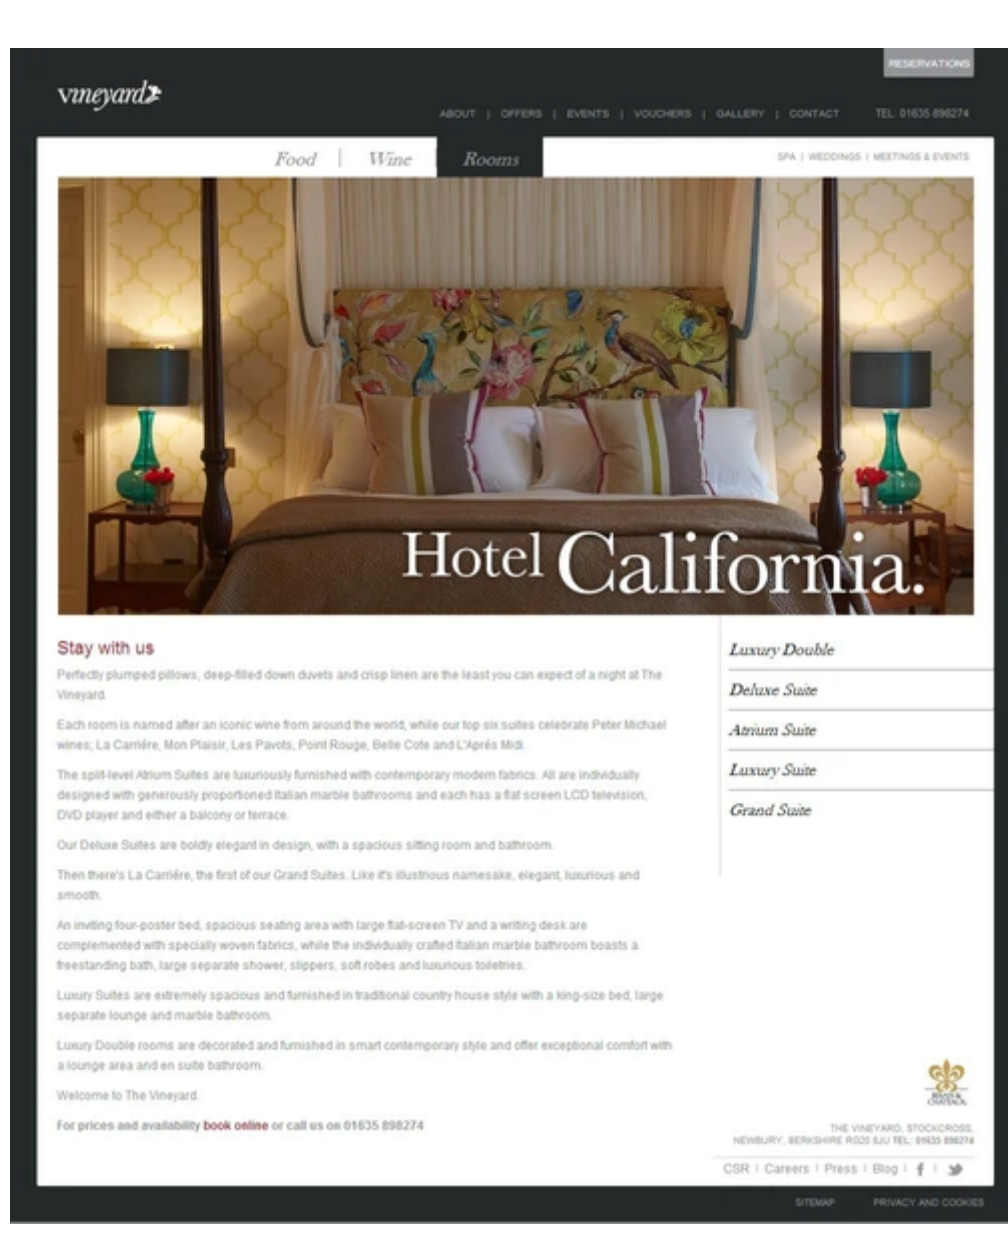 RESERVATIONS
vineyard
ABOUT | OFFERS | EVENTS | VOUCHERS | GALLERY | CONTACT TEL: 01635 898274
Food | Wine | Rooms
SPA | WEDDINGS | MEETINGS & EVENTS
Hotel California.
Stay with us
Perfectly plumped pillows, deep-filled down duvets and crisp linen are the least you can expect of a night at The
Vineyard.
Each room is named after an iconic wine from around the world, while our top six suites celebrate Peter Michael
wines; La Carriére, Mon Plaisir, Les Pavots, Point Rouge, Belle Cote and L'Aprés Midi.
The split-level Atrium Suites are luxuriously furnished with contemporary modern fabrics. All are individually
designed with generously proportioned Italian marble bathrooms and each has a flat screen LCD television,
DVD player and either a balcony or terrace.
Our Deluxe Suites are boldly elegant in design, with a spacious sitting room and bathroom.
Then there's La Carriére, the first of our Grand Suites. Like it's illustrious namesake, elegant, luxurious and
smooth.
An inviting four-poster bed, spacious seating area with large flat-screen TV and a writing desk are
complemented with specially woven fabrics, while the individually crafted Italian marble bathroom boasts a
freestanding bath, large separate shower, slippers, soft robes and luxurious toiletries.
Luxury Suites are extremely spacious and furnished in traditional country house style with a king-size bed, large
separate lounge and marble bathroom.
Luxury Double rooms are decorated and furnished in smart contemporary style and offer exceptional comfort with
a lounge area and en suite bathroom.
Welcome to The Vineyard.
For prices and availability book online or call us on 01635 898274
Luxury Double
Deluxe Suite
Atrium Suite
Luxury Suite
Grand Suite
RELAIS &
CHATEAUX.
THE VINEYARD, STOCKCROSS,
NEWBURY, BERKSHIRE RG20 8JU TEL: 01635 898274
CSR | Careers | Press | Blog |
SITEMAP PRIVACY AND COOKIES